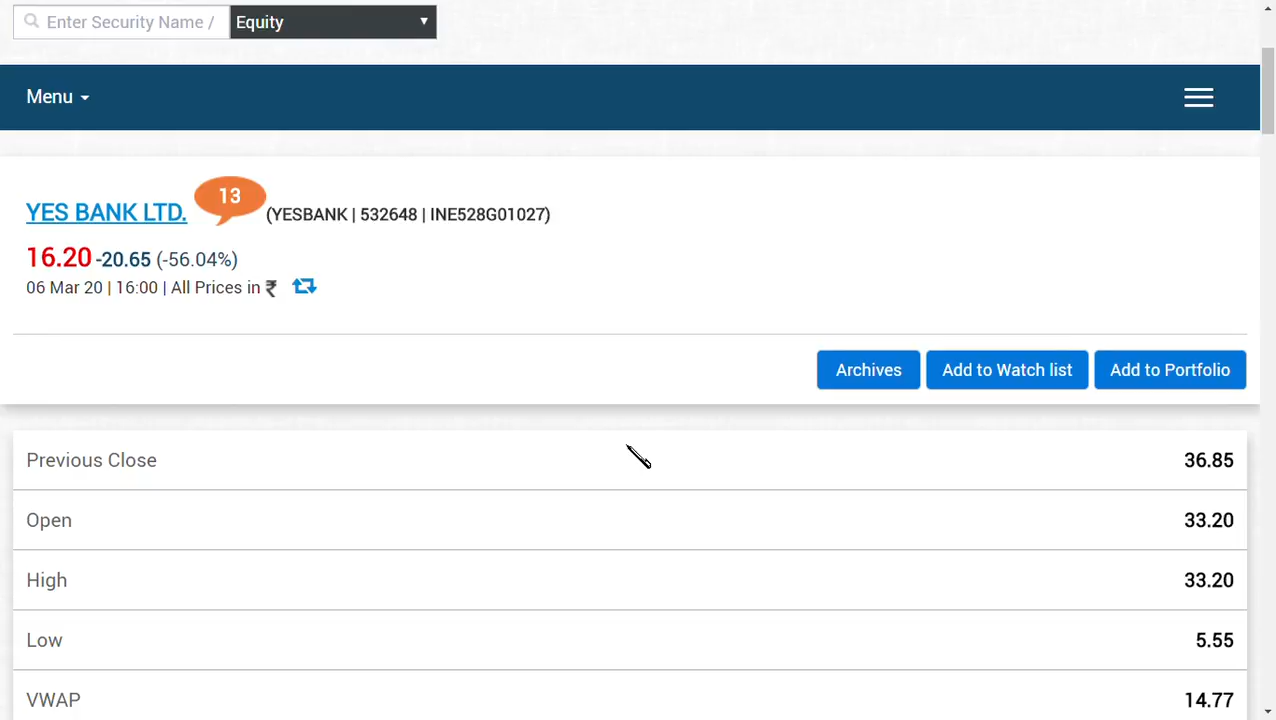 Enter Security Name /
Equity
Menu
YES BANK LTD. 13 (YESBANK | 532648 | INE528G01027)
16.20 -20.65 (-56.04%)
06 Mar 20 | 16:00 | All Prices in ₹
Archives Add to Watch list Add to Portfolio
Previous Close 36.85
Open 33.20
High 33.20
Low 5.55
VWAP 14.77